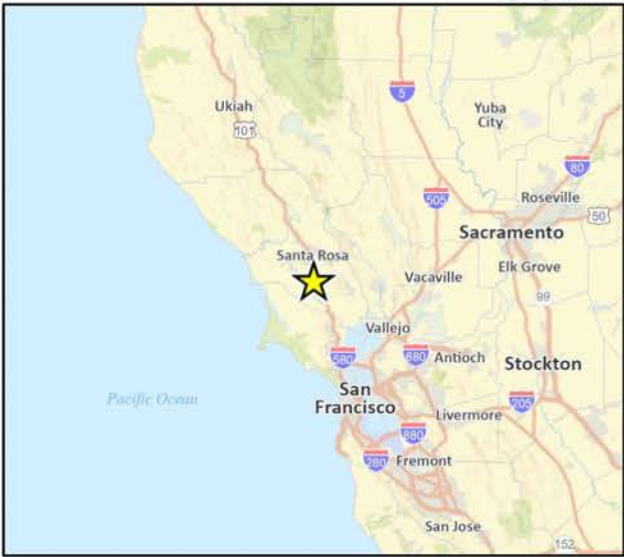 5
Ukiah
101
Yuba
City
80
505
Roseville
50
Sacramento
Santa Rosa
Elk Grove
Vacaville
99
Vallejo
580
680
Antioch
Stockton
Pacific Ocean
San
Francisco
205
Livermore
880
280
Fremont
San Jose
152